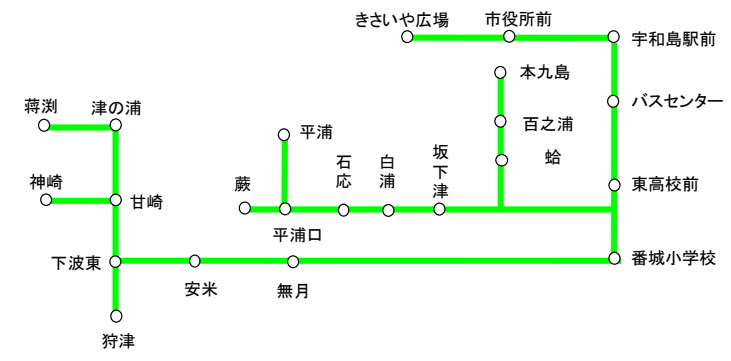 きさいや広場
市役所前
宇和島駅前
本九島
バスセンター
蒋渕
津の浦
平浦
百之浦
石応
白浦
坂下津
蛤
神崎
甘崎
蕨
東高校前
平浦口
下波東
番城小学校
安米
無月
狩津